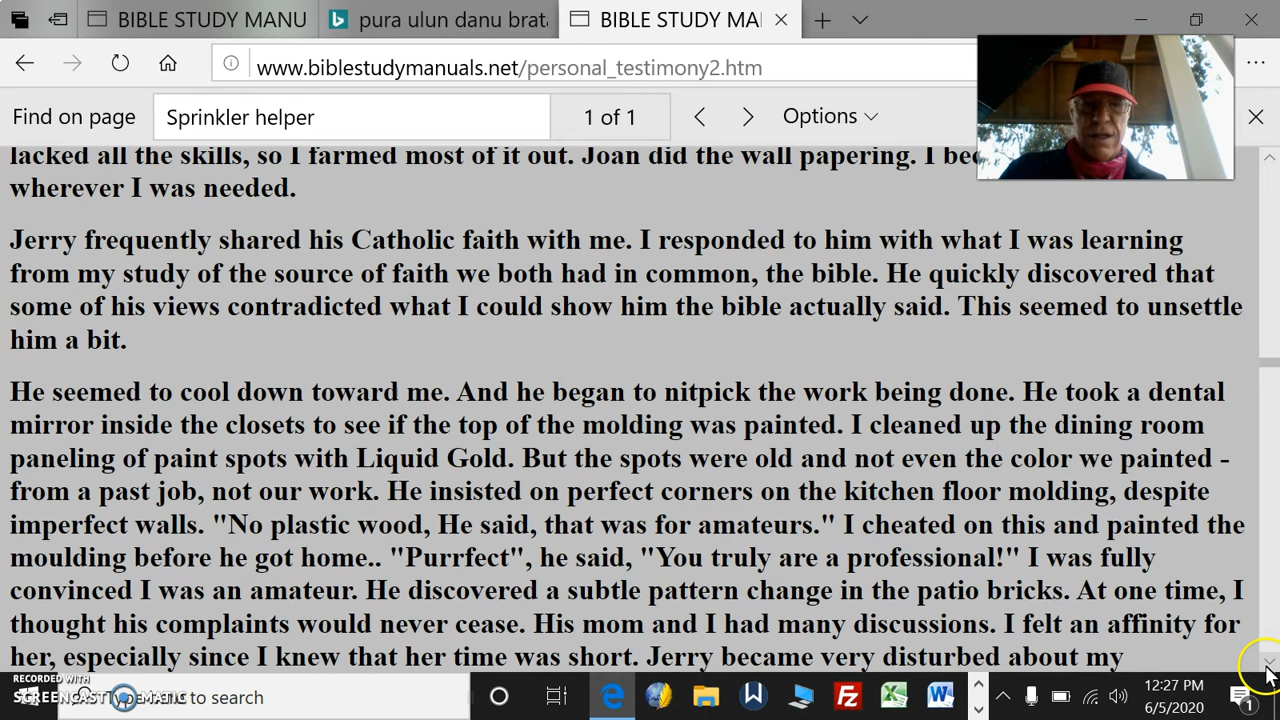 BIBLE STUDY MANU
pura ulun danu brata
BIBLE STUDY MAI
www.biblestudymanuals.net/personal_testimony2.htm
Find on page
Sprinkler helper
1 of 1
Options
lacked all the skills, so I farmed most of it out. Joan did the wall papering. I bec
wherever I was needed.
Jerry frequently shared his Catholic faith with me. I responded to him with what I was learning
from my study of the source of faith we both had in common, the bible. He quickly discovered that
some of his views contradicted what I could show him the bible actually said. This seemed to unsettle
him a bit.
He seemed to cool down toward me. And he began to nitpick the work being done. He took a dental
mirror inside the closets to see if the top of the molding was painted. I cleaned up the dining room
paneling of paint spots with Liquid Gold. But the spots were old and not even the color we painted -
from a past job, not our work. He insisted on perfect corners on the kitchen floor molding, despite
imperfect walls. "No plastic wood, He said, that was for amateurs." I cheated on this and painted the
moulding before he got home.. "Purrfect", he said, "You truly are a professional!" I was fully
convinced I was an amateur. He discovered a subtle pattern change in the patio bricks. At one time, I
thought his complaints would never cease. His mom and I had many discussions. I felt an affinity for
her, especially since I knew that her time was short. Jerry became very disturbed about my
RECORDED WITH
SCREENCAST-O-MATIC
Type here to search
12:27 PM
6/5/2020
1